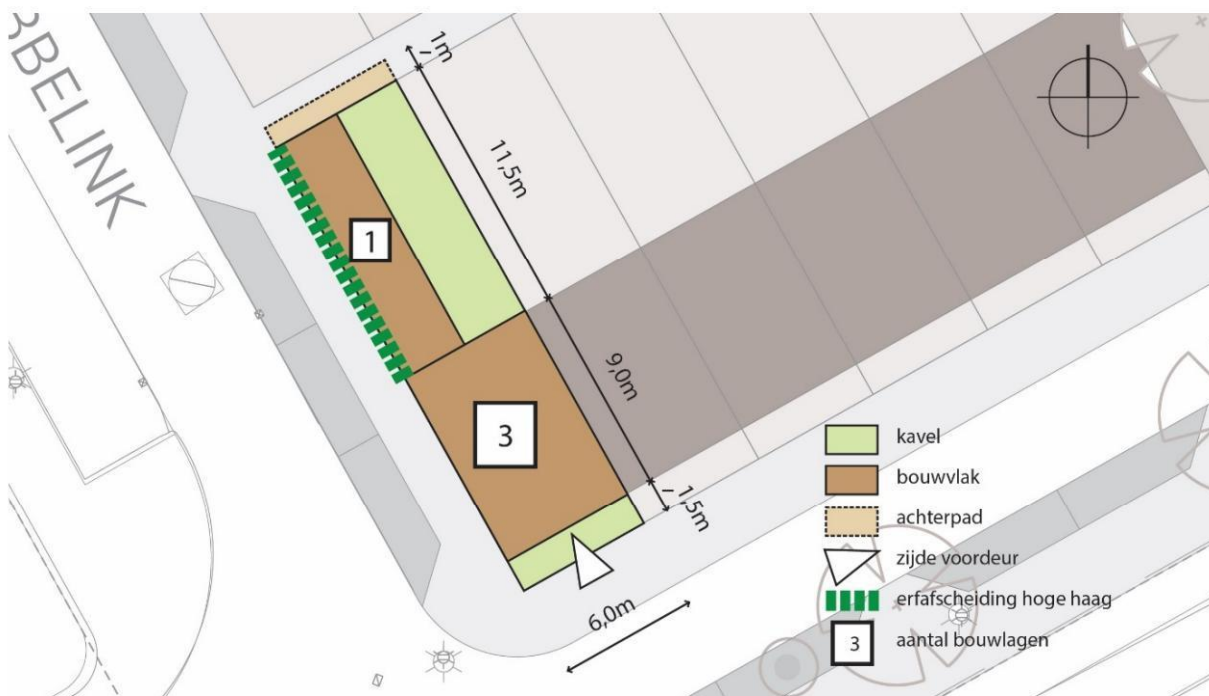 BBELINK
1m
11,5m
1
9,0m
3
1,5m
6,0m
kavel
bouwvlak
achterpad
zijde voordeur
erfafscheiding hoge haag
3 aantal bouwlagen